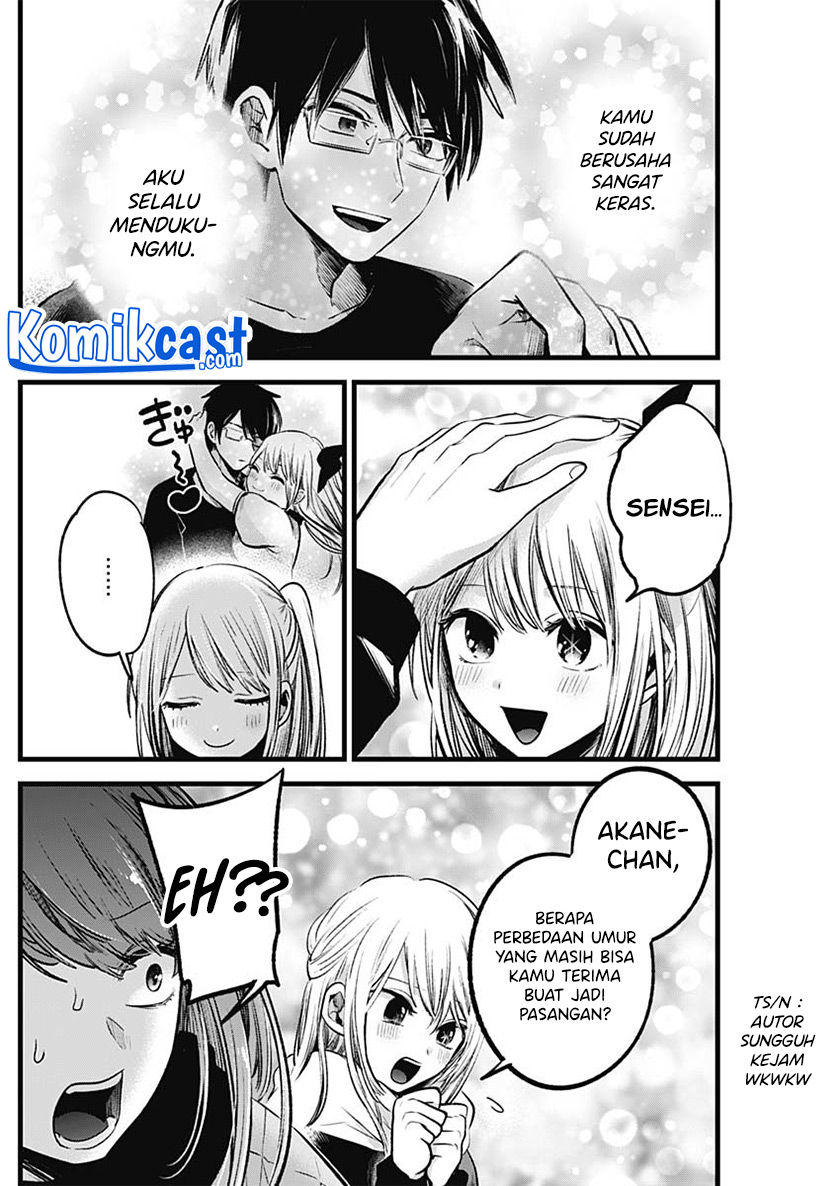 KAMU
SUDAH
BERUSAHA
SANGAT
KERAS.
AKU
SELALU
MENDUKU-
NGMU.
Komikcast
.com
SENSEI...
ぎゅ~
......
AKANE-
CHAN,
BERAPA
PERBEDAAN UMUR
YANG MASIH BISA
KAMU TERIMA
BUAT JADI
PASANGAN?
EH??
TS/N :
AUTOR
SUNGGUH
KEJAM
WKWKW